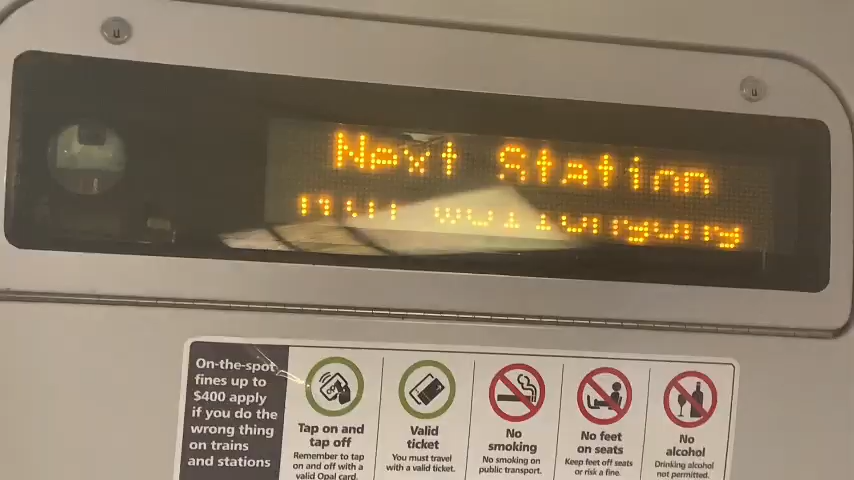 Next Station
On-the-spot
fines up to
$400 apply
if you do the
wrong thing
on trains
and stations
Tap on and
tap off
Remember to tap
on and off with a
valid Opal card.
Valid
ticket
You must travel
with a valid ticket.
No
smoking
No smoking on
public transport.
No feet
on seats
Keep feet off seats
or risk a fine.
No
alcohol
Drinking alcohol
not permitted.